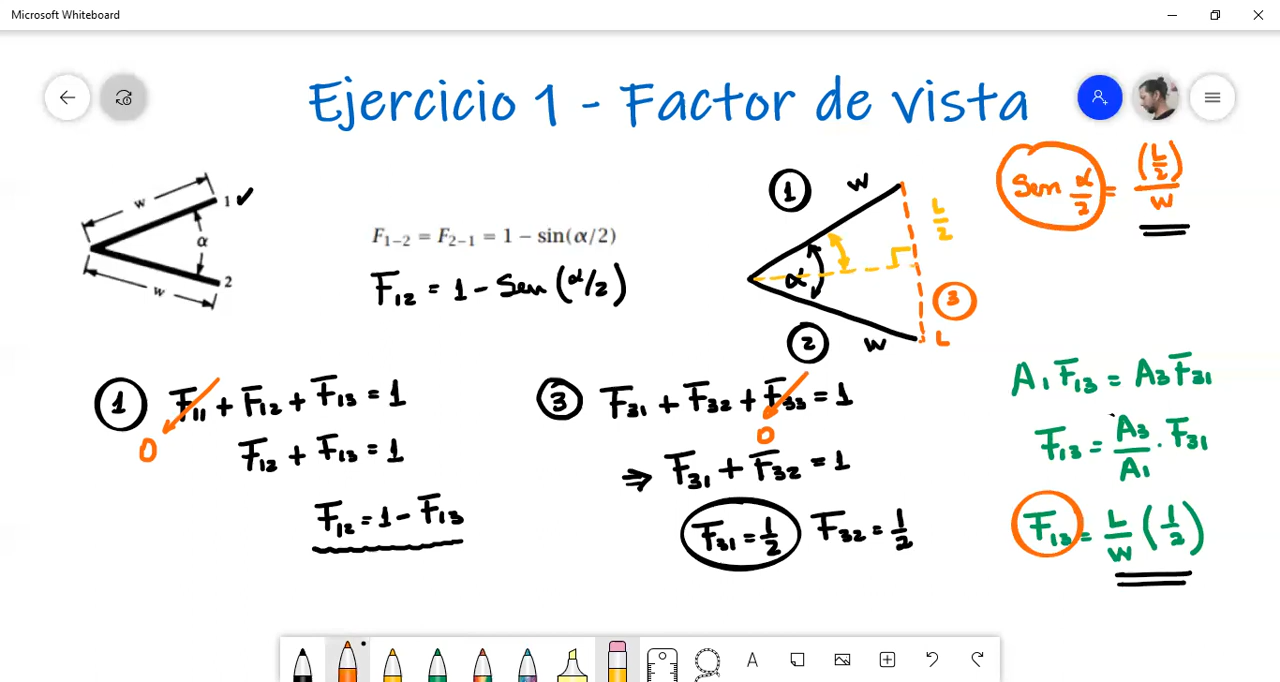 Microsoft Whiteboard
Ejercicio 1 - Factor de vista
w
1
α
2
w
F1-2 = F2-1 = 1 - sin(α/2)
F12 = 1 - Sen (α/2)
1
w
L/2
α
3
2
w
L
Sen α/2 = (L/2)/w
1
F11 + F12 + F13 = 1
0
F12 + F13 = 1
F12 = 1 - F13
3
F31 + F32 + F33 = 1
0
⇒ F31 + F32 = 1
F31 = 1/2
F32 = 1/2
A1 F13 = A3 F31
F13 = A3/A1 . F31
F13 = L/w (1/2)
A